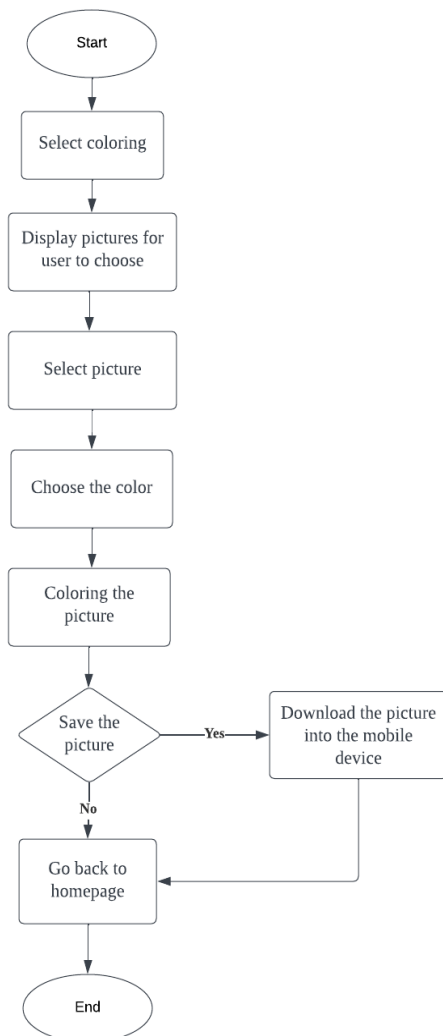 Start
Select coloring
Display pictures for
user to choose
Select picture
Choose the color
Coloring the
picture
Save the
picture
Yes
Download the picture
into the mobile
device
No
Go back to
homepage
End